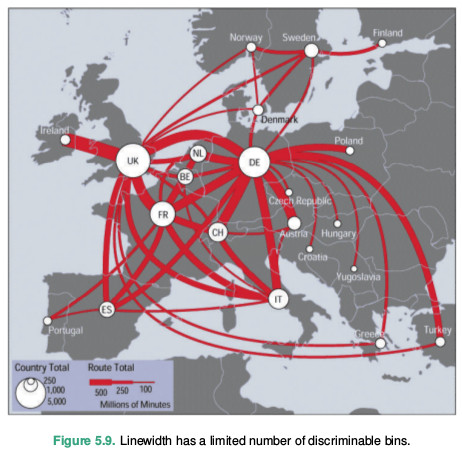 Norway
Sweden
Finland
Denmark
Ireland
UK
NL
DE
Poland
BE
Czech Republic
FR
CH
Austria
Hungary
Croatia
Yugoslavia
IT
ES
Portugal
Greece
Turkey
Country Total
250
1,000
5,000
Route Total
500 250 100
Millions of Minutes
Figure 5.9. Linewidth has a limited number of discriminable bins.